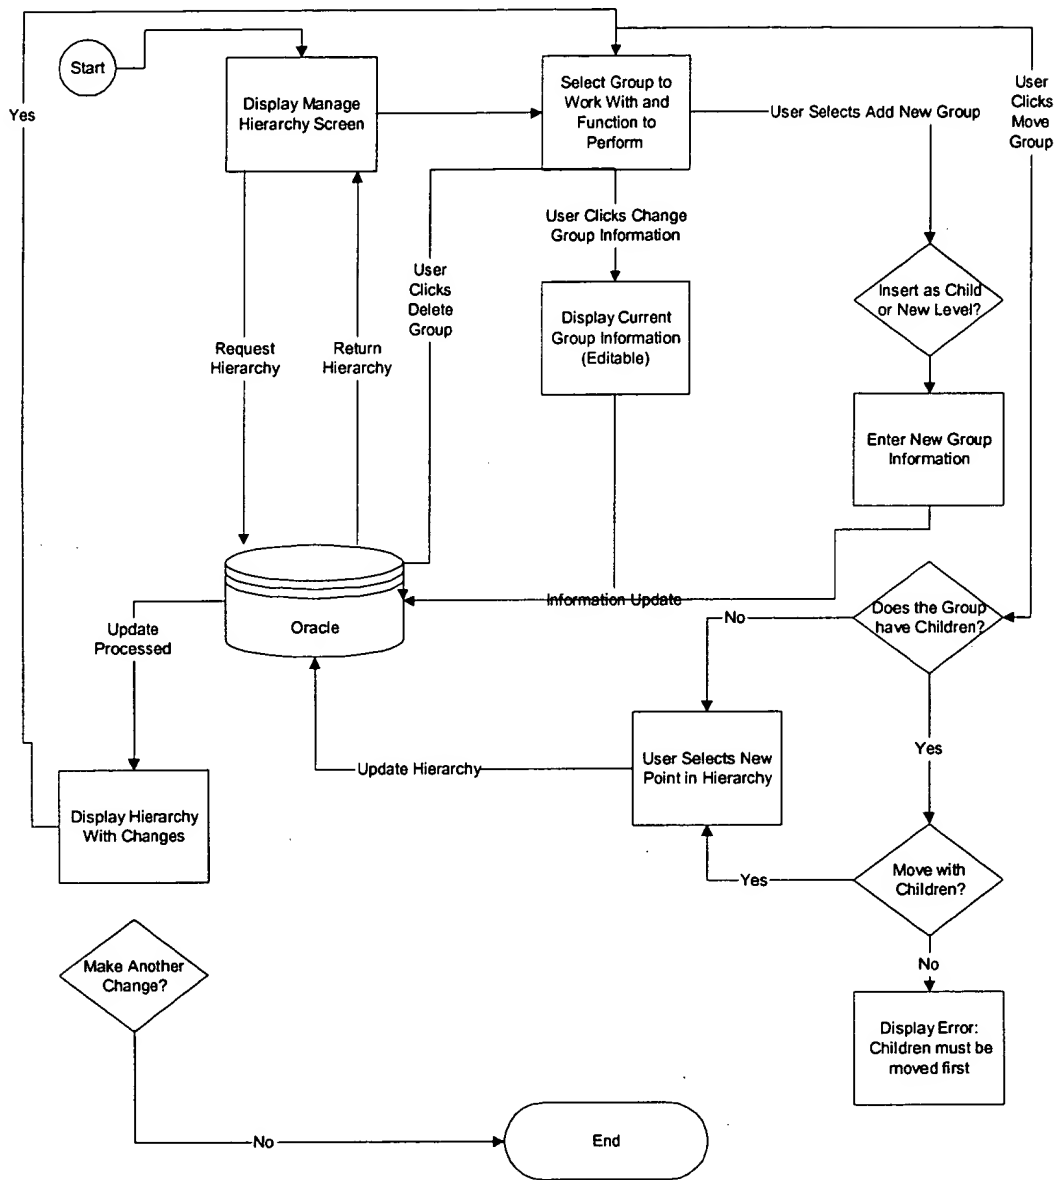 Start
Display Manage
Hierarchy Screen
Select Group to
Work With and
Function to
Perform
User Selects Add New Group
User
Clicks
Move
Group
Yes
User Clicks Change
Group Information
User
Clicks
Delete
Group
Insert as Child
or New Level?
Display Current
Group Information
(Editable)
Request
Hierarchy
Return
Hierarchy
Enter New Group
Information
Information Update
Oracle
Does the Group
have Children?
No
Update
Processed
Yes
User Selects New
Point in Hierarchy
Update Hierarchy
Display Hierarchy
With Changes
Move with
Children?
Yes
No
Make Another
Change?
Display Error:
Children must be
moved first
No
End